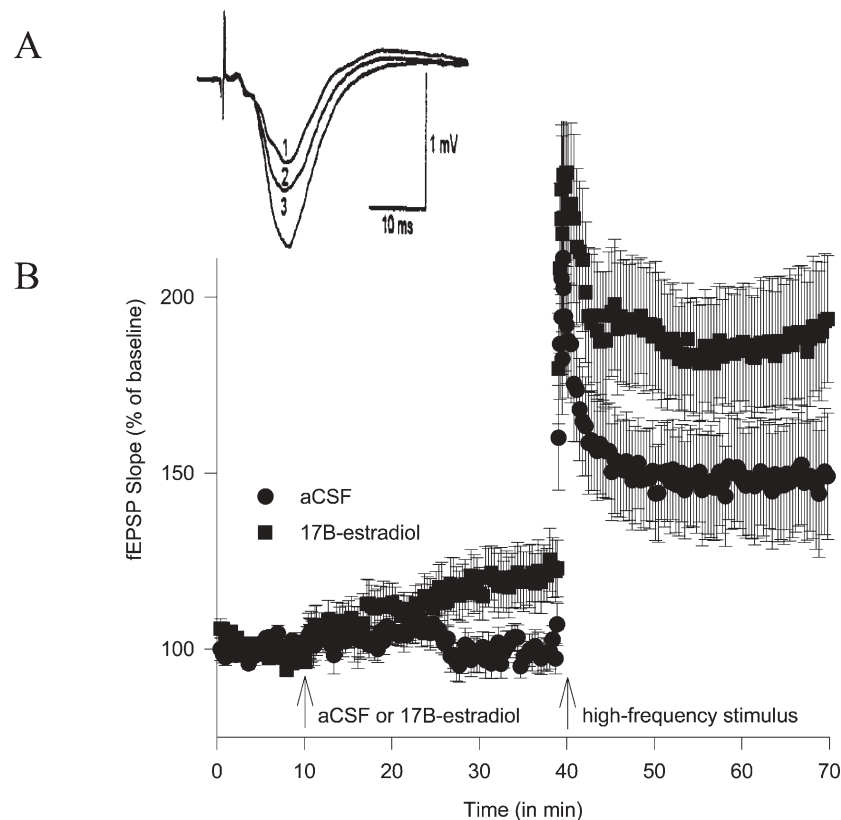 A
1
2
3
1 mV
10 ms
B
fEPSP Slope (% of baseline)
200
150
100
aCSF
17B-estradiol
aCSF or 17B-estradiol
high-frequency stimulus
0 10 20 30 40 50 60 70
Time (in min)